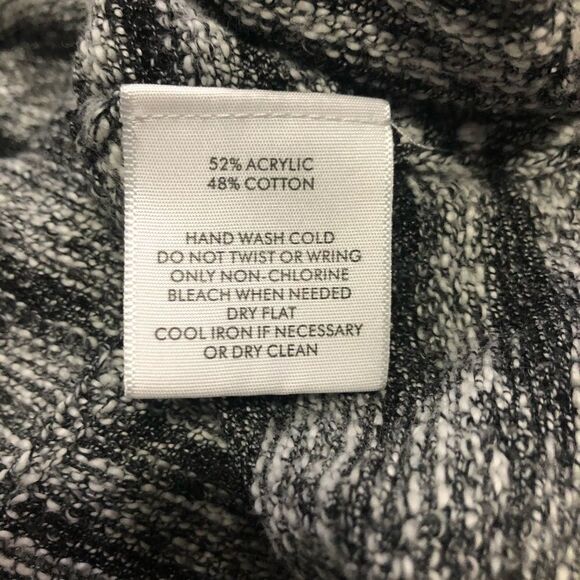 52% ACRYLIC
48% COTTON
HAND WASH COLD
DO NOT TWIST OR WRING
ONLY NON-CHLORINE
BLEACH WHEN NEEDED
DRY FLAT
COOL IRON IF NECESSARY
OR DRY CLEAN